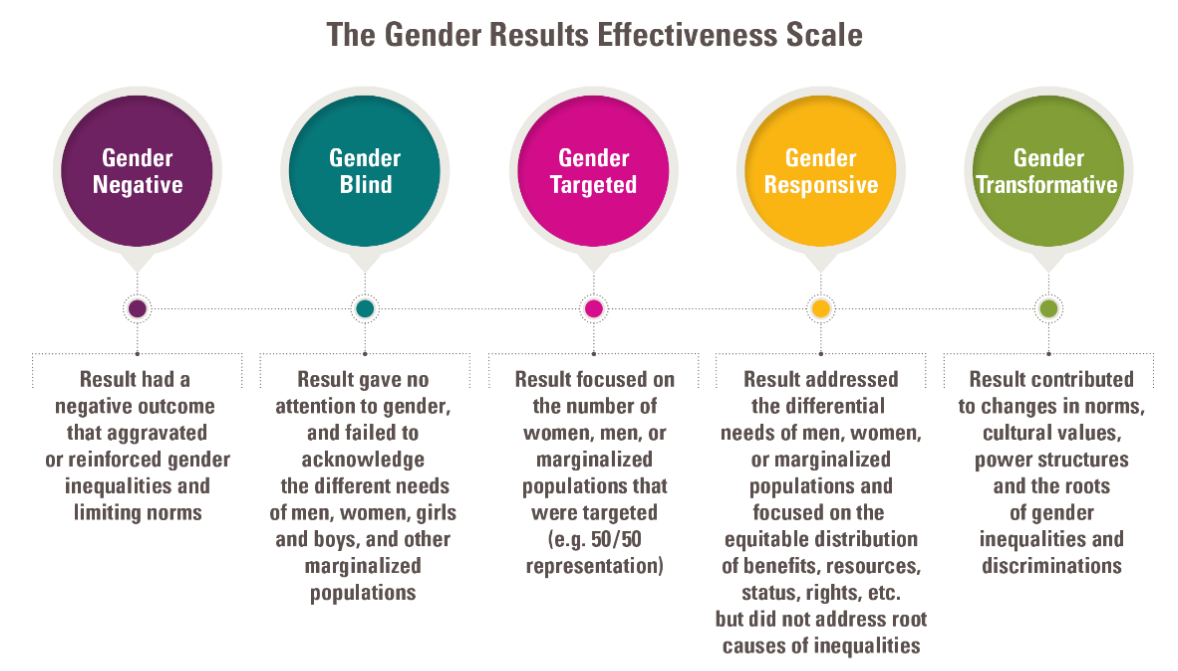 The Gender Results Effectiveness Scale
Gender
Negative
Gender
Blind
Gender
Targeted
Gender
Responsive
Gender
Transformative
Result had a
negative outcome
that aggravated
or reinforced gender
inequalities and
limiting norms
Result gave no
attention to gender,
and failed to
acknowledge
the different needs
of men, women, girls
and boys, and other
marginalized
populations
Result focused on
the number of
women, men, or
marginalized
populations that
were targeted
(e.g. 50/50
representation)
Result addressed
the differential
needs of men, women,
or marginalized
populations and
focused on the
equitable distribution
of benefits, resources,
status, rights, etc.
but did not address root
causes of inequalities
Result contributed
to changes in norms,
cultural values,
power structures
and the roots
of gender
inequalities and
discriminations